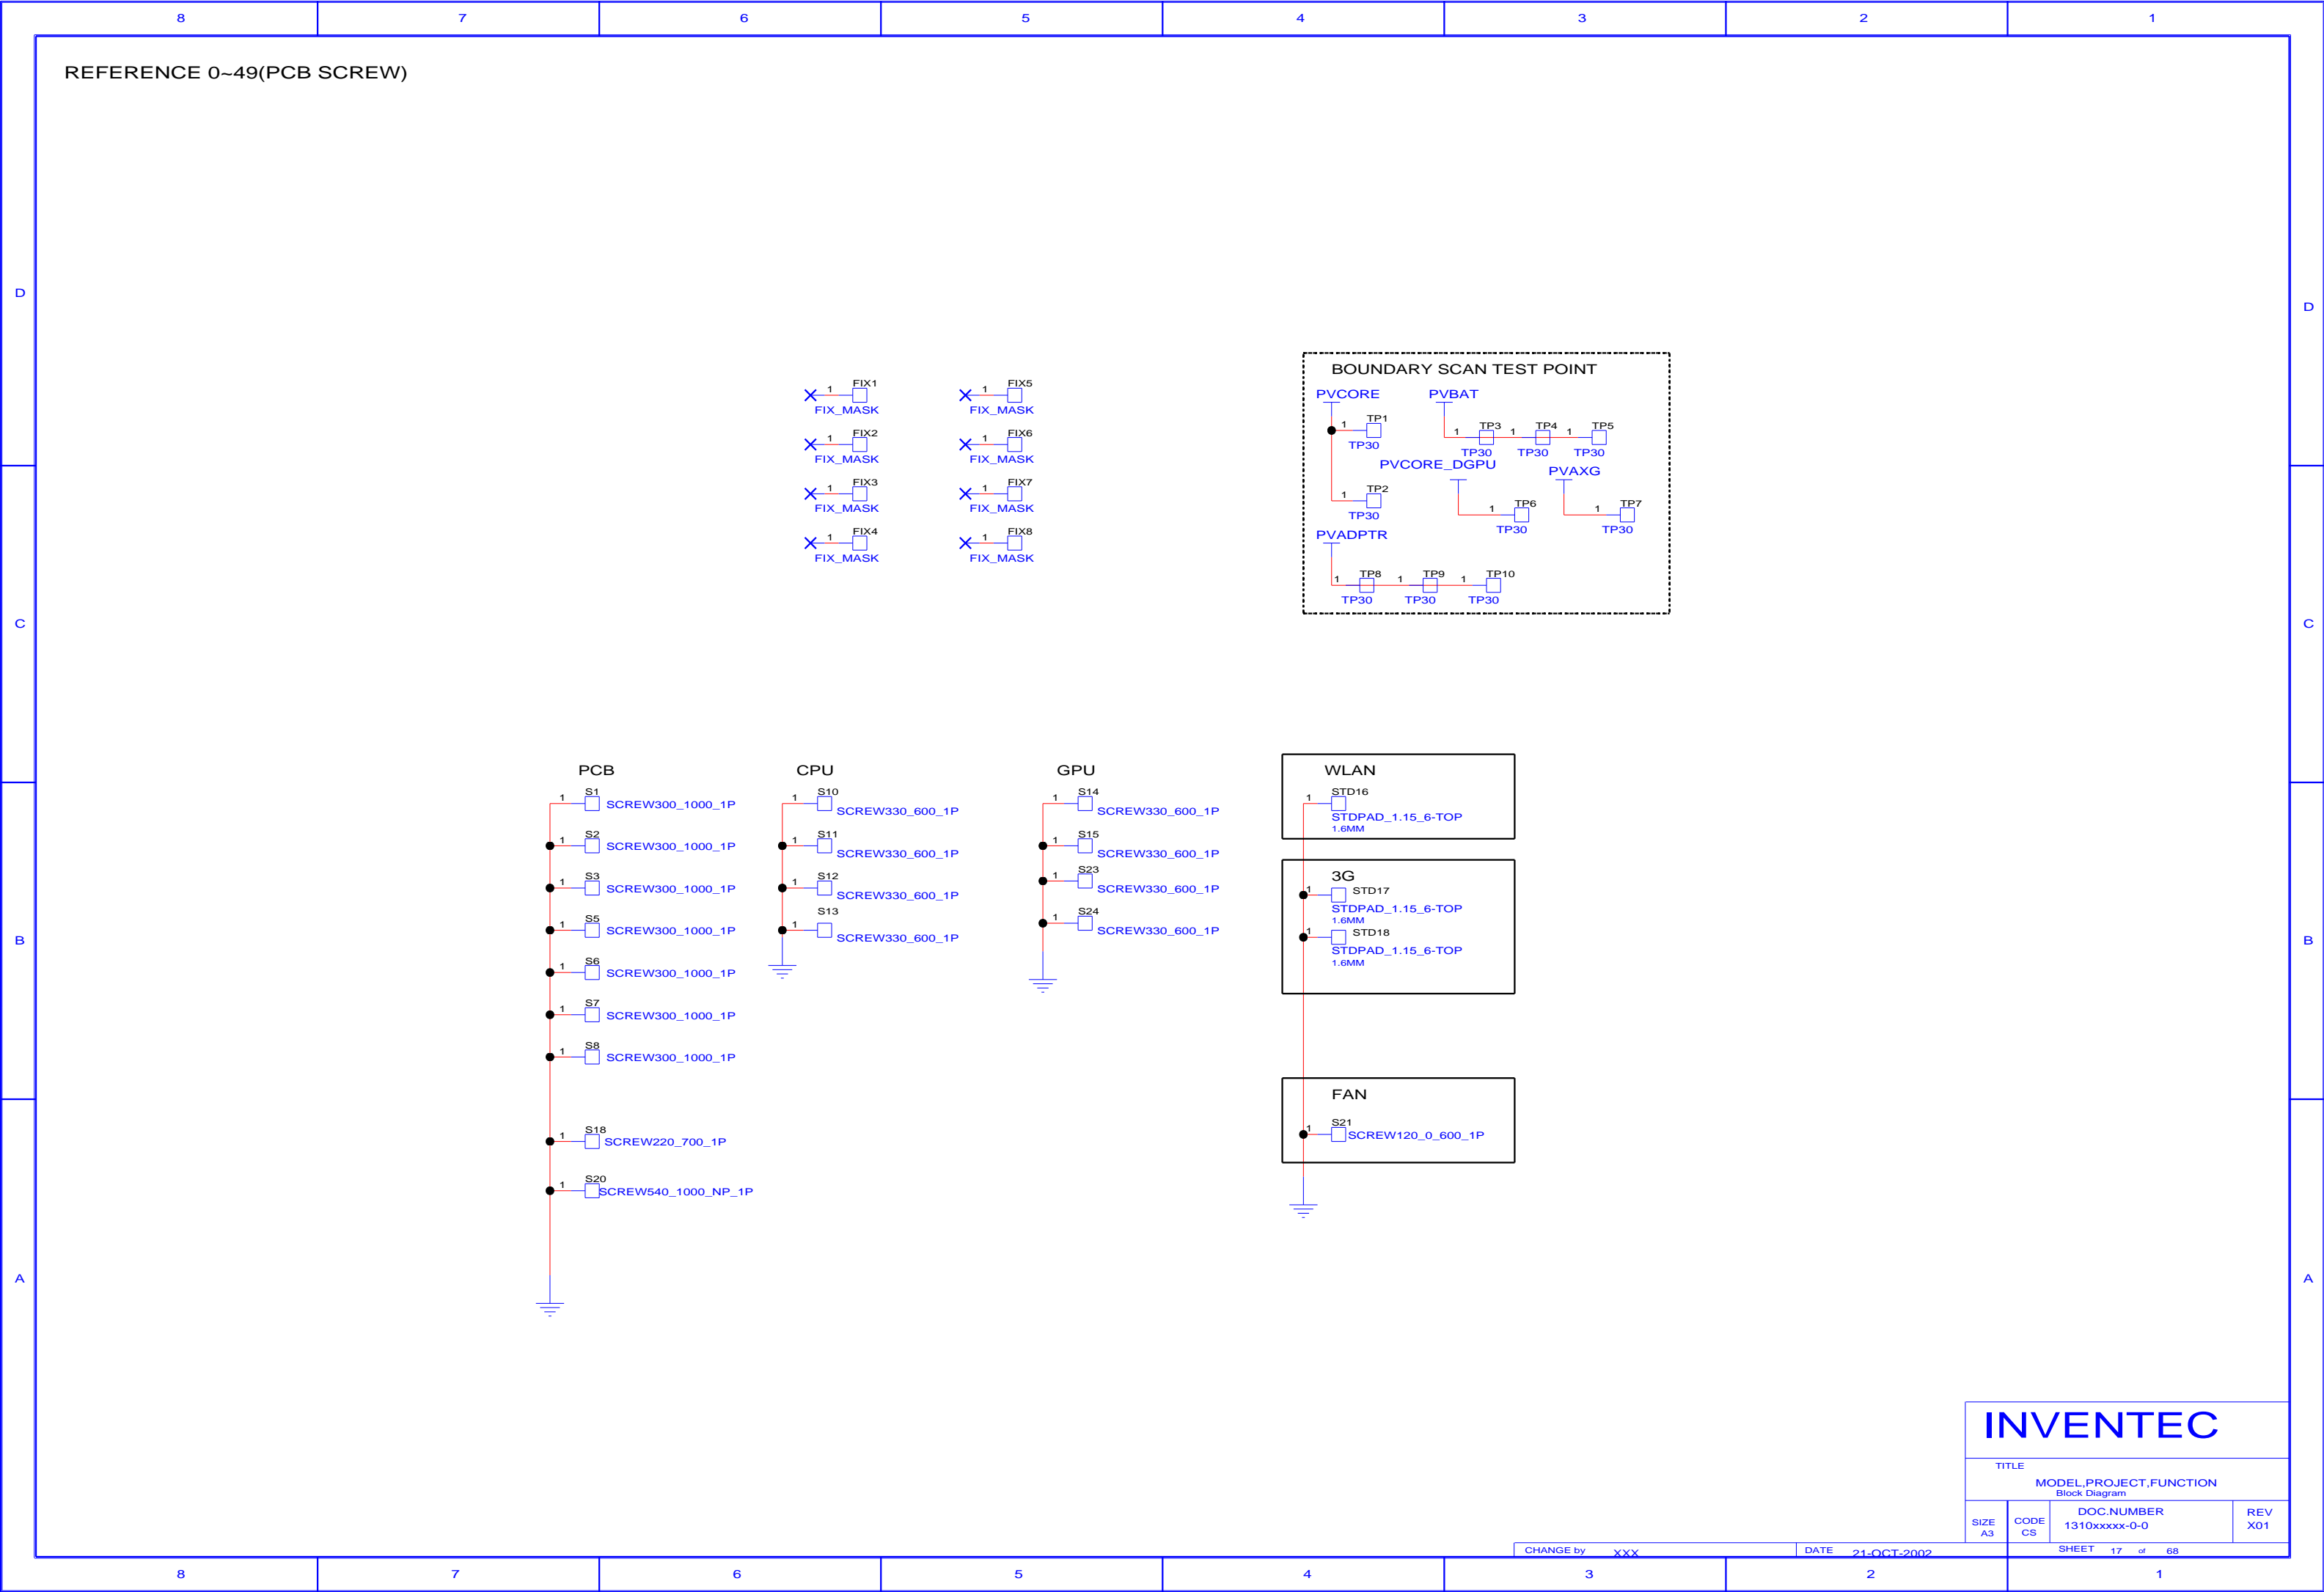 8 7 6 5 4 3 2 1
REFERENCE 0~49(PCB SCREW)
D D
BOUNDARY SCAN TEST POINT
1 FIX1 1 FIX5
FIX_MASK FIX_MASK
PVCORE PVBAT
1 TP1 1 TP3 1 TP4 1 TP5
1 FIX2 1 FIX6
TP30 TP30 TP30 TP30
FIX_MASK FIX_MASK
PVCORE_DGPU PVAXG
1 FIX3 1 FIX7
1 TP2 1 TP6 1 TP7
FIX_MASK FIX_MASK
TP30 TP30 TP30
1 FIX4 1 FIX8
PVADPTR
FIX_MASK FIX_MASK
1 TP8 1 TP9 1 TP10
TP30 TP30 TP30
C C
PCB CPU GPU WLAN
1 S1 SCREW300_1000_1P 1 S10 SCREW330_600_1P 1 S14 SCREW330_600_1P 1 STD16
STDPAD_1.15_6-TOP
1.6MM
1 S2 SCREW300_1000_1P 1 S11 SCREW330_600_1P 1 S15 SCREW330_600_1P
3G
1 S3 SCREW300_1000_1P 1 S12 SCREW330_600_1P 1 S23 SCREW330_600_1P 1 STD17
STDPAD_1.15_6-TOP
1.6MM
1 S5 SCREW300_1000_1P 1 S13 SCREW330_600_1P 1 S24 SCREW330_600_1P 1 STD18
STDPAD_1.15_6-TOP
1.6MM
B B
1 S6 SCREW300_1000_1P
1 S7 SCREW300_1000_1P
1 S8 SCREW300_1000_1P
FAN
1 S18 SCREW220_700_1P 1 S21 SCREW120_0_600_1P
1 S20 SCREW540_1000_NP_1P
A A
INVENTEC
TITLE
MODEL,PROJECT,FUNCTION
Block Diagram
SIZE CODE DOC.NUMBER REV
A3 CS 1310xxxxx-0-0 X01
CHANGE by XXX DATE 21-OCT-2002 SHEET 17 of 68
8 7 6 5 4 3 2 1